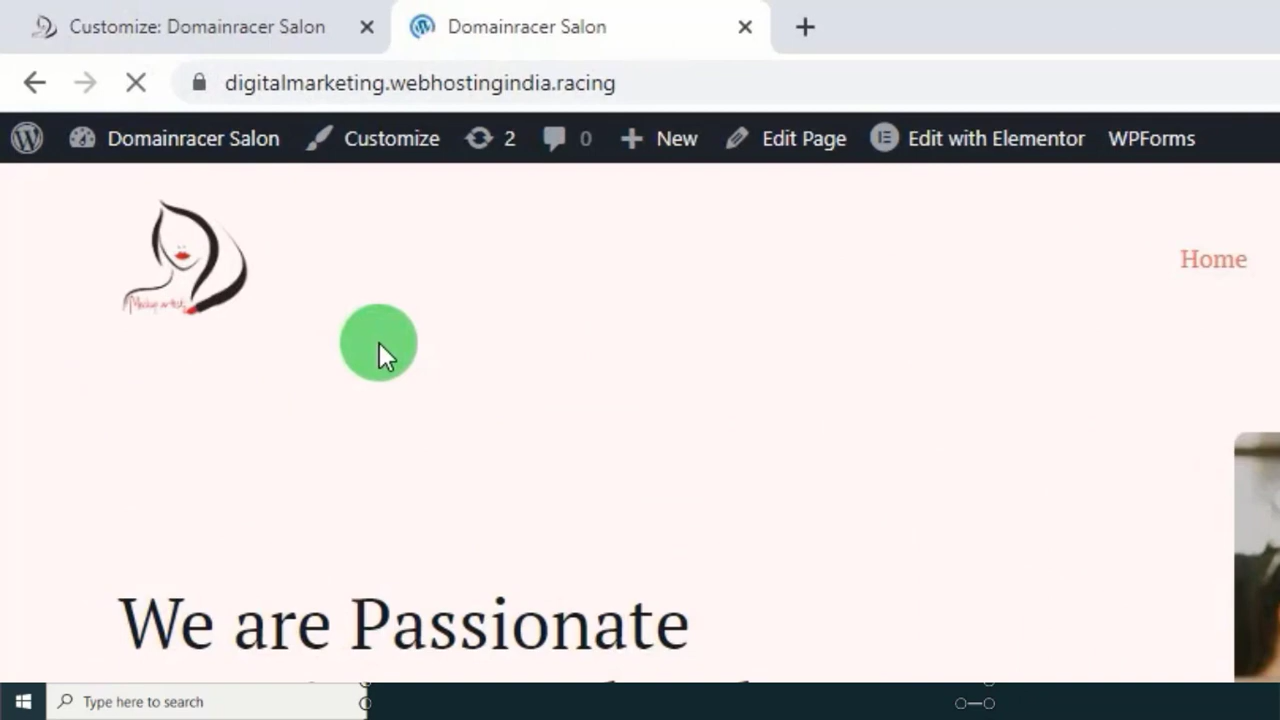 Customize: Domainracer Salon
Domainracer Salon
digitalmarketing.webhostingindia.racing
Domainracer Salon Customize 2 0 New Edit Page Edit with Elementor WPForms
Home
We are Passionate
Type here to search